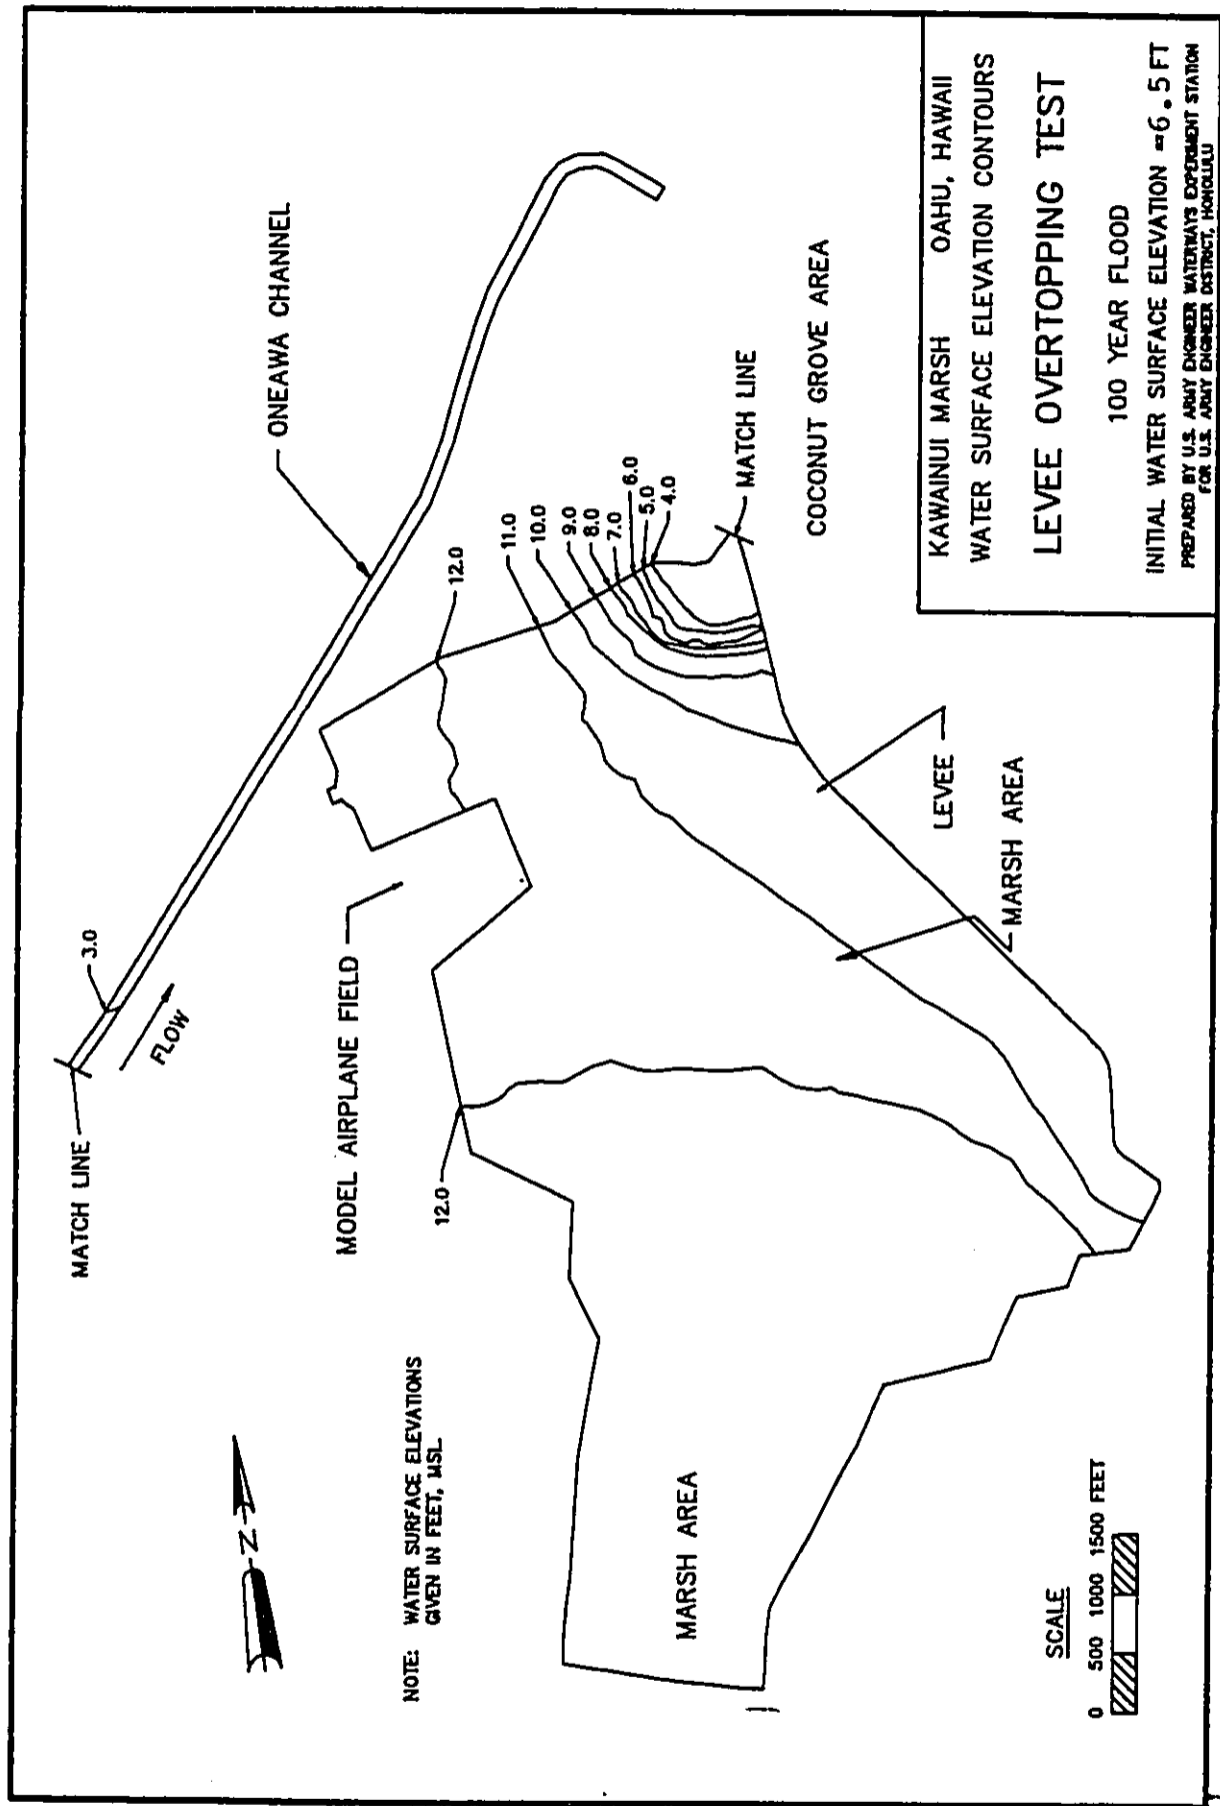 MATCH LINE
3.0
FLOW
ONEAWA CHANNEL
MODEL AIRPLANE FIELD
12.0
12.0
11.0
10.0
9.0
8.0
7.0
6.0
5.0
4.0
MATCH LINE
COCONUT GROVE AREA
LEVEE
MARSH AREA
MARSH AREA
N
NOTE: WATER SURFACE ELEVATIONS
GIVEN IN FEET, MSL
SCALE
0 500 1000 1500 FEET
KAWAINUI MARSH OAHU, HAWAII
WATER SURFACE ELEVATION CONTOURS
LEVEE OVERTOPPING TEST
100 YEAR FLOOD
INITIAL WATER SURFACE ELEVATION =6.5 FT
PREPARED BY U.S. ARMY ENGINEER WATERWAYS EXPERIMENT STATION
FOR U.S. ARMY ENGINEER DISTRICT, HONOLULU